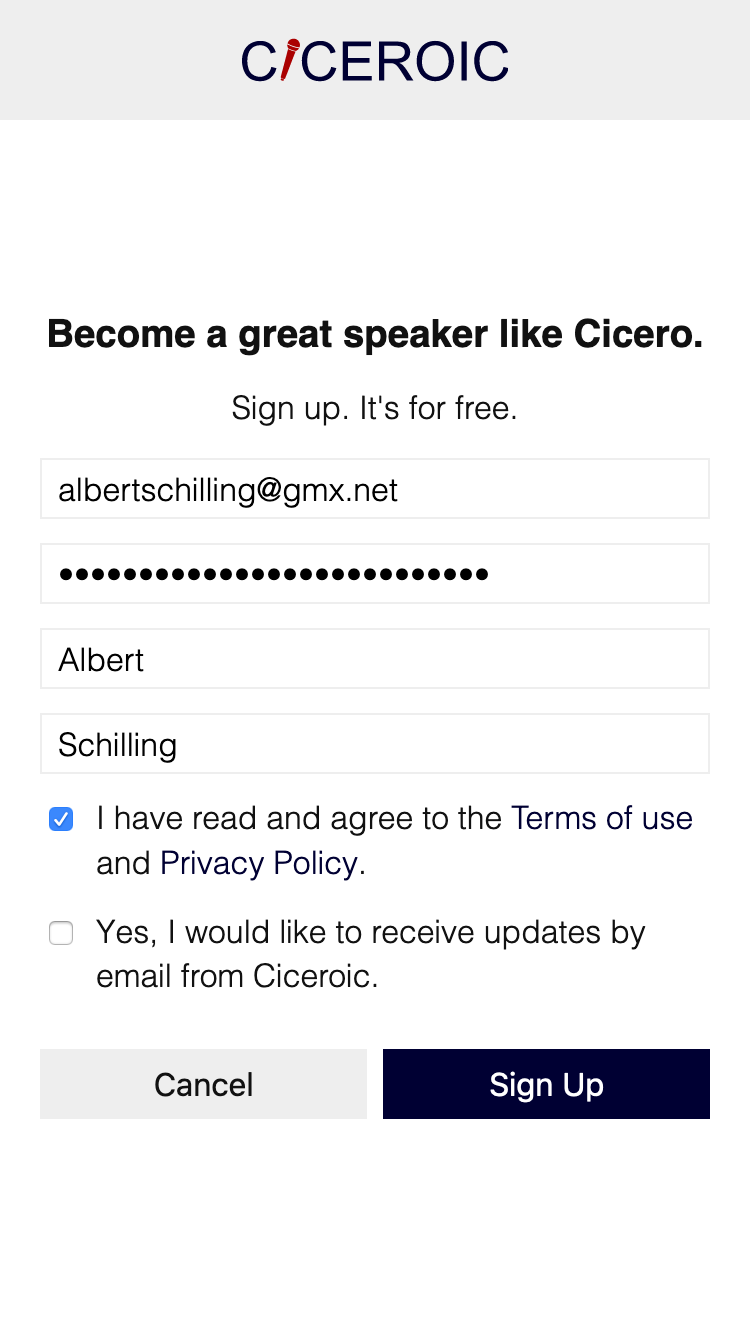 CICEROIC
Become a great speaker like Cicero.
Sign up. It's for free.
albertschilling@gmx.net
•••••••••••••••••••••••••••
Albert
Schilling
I have read and agree to the Terms of use
and Privacy Policy.
Yes, I would like to receive updates by
email from Ciceroic.
Cancel Sign Up